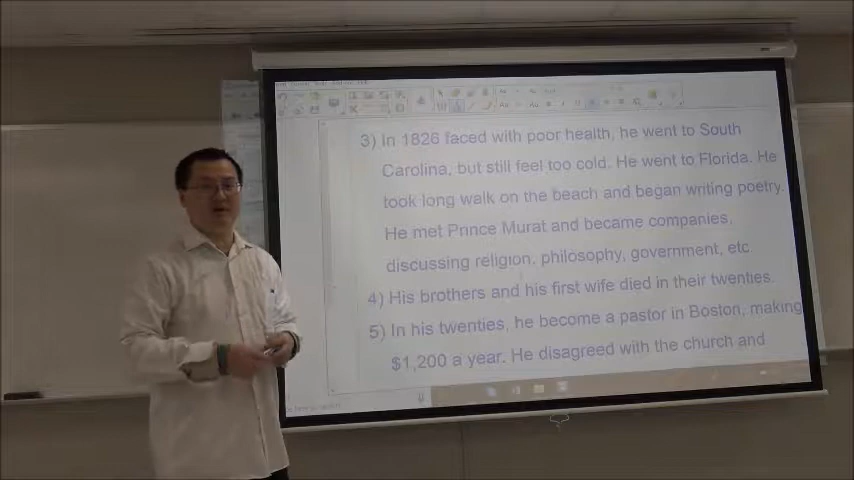 3) In 1826 faced with poor health, he went to South
Carolina, but still feel too cold. He went to Florida. He
took long walk on the beach and began writing poetry.
He met Prince Murat and became companies,
discussing religion, philosophy, government, etc.
4) His brothers and his first wife died in their twenties.
5) In his twenties, he become a pastor in Boston, making
$1,200 a year. He disagreed with the church and